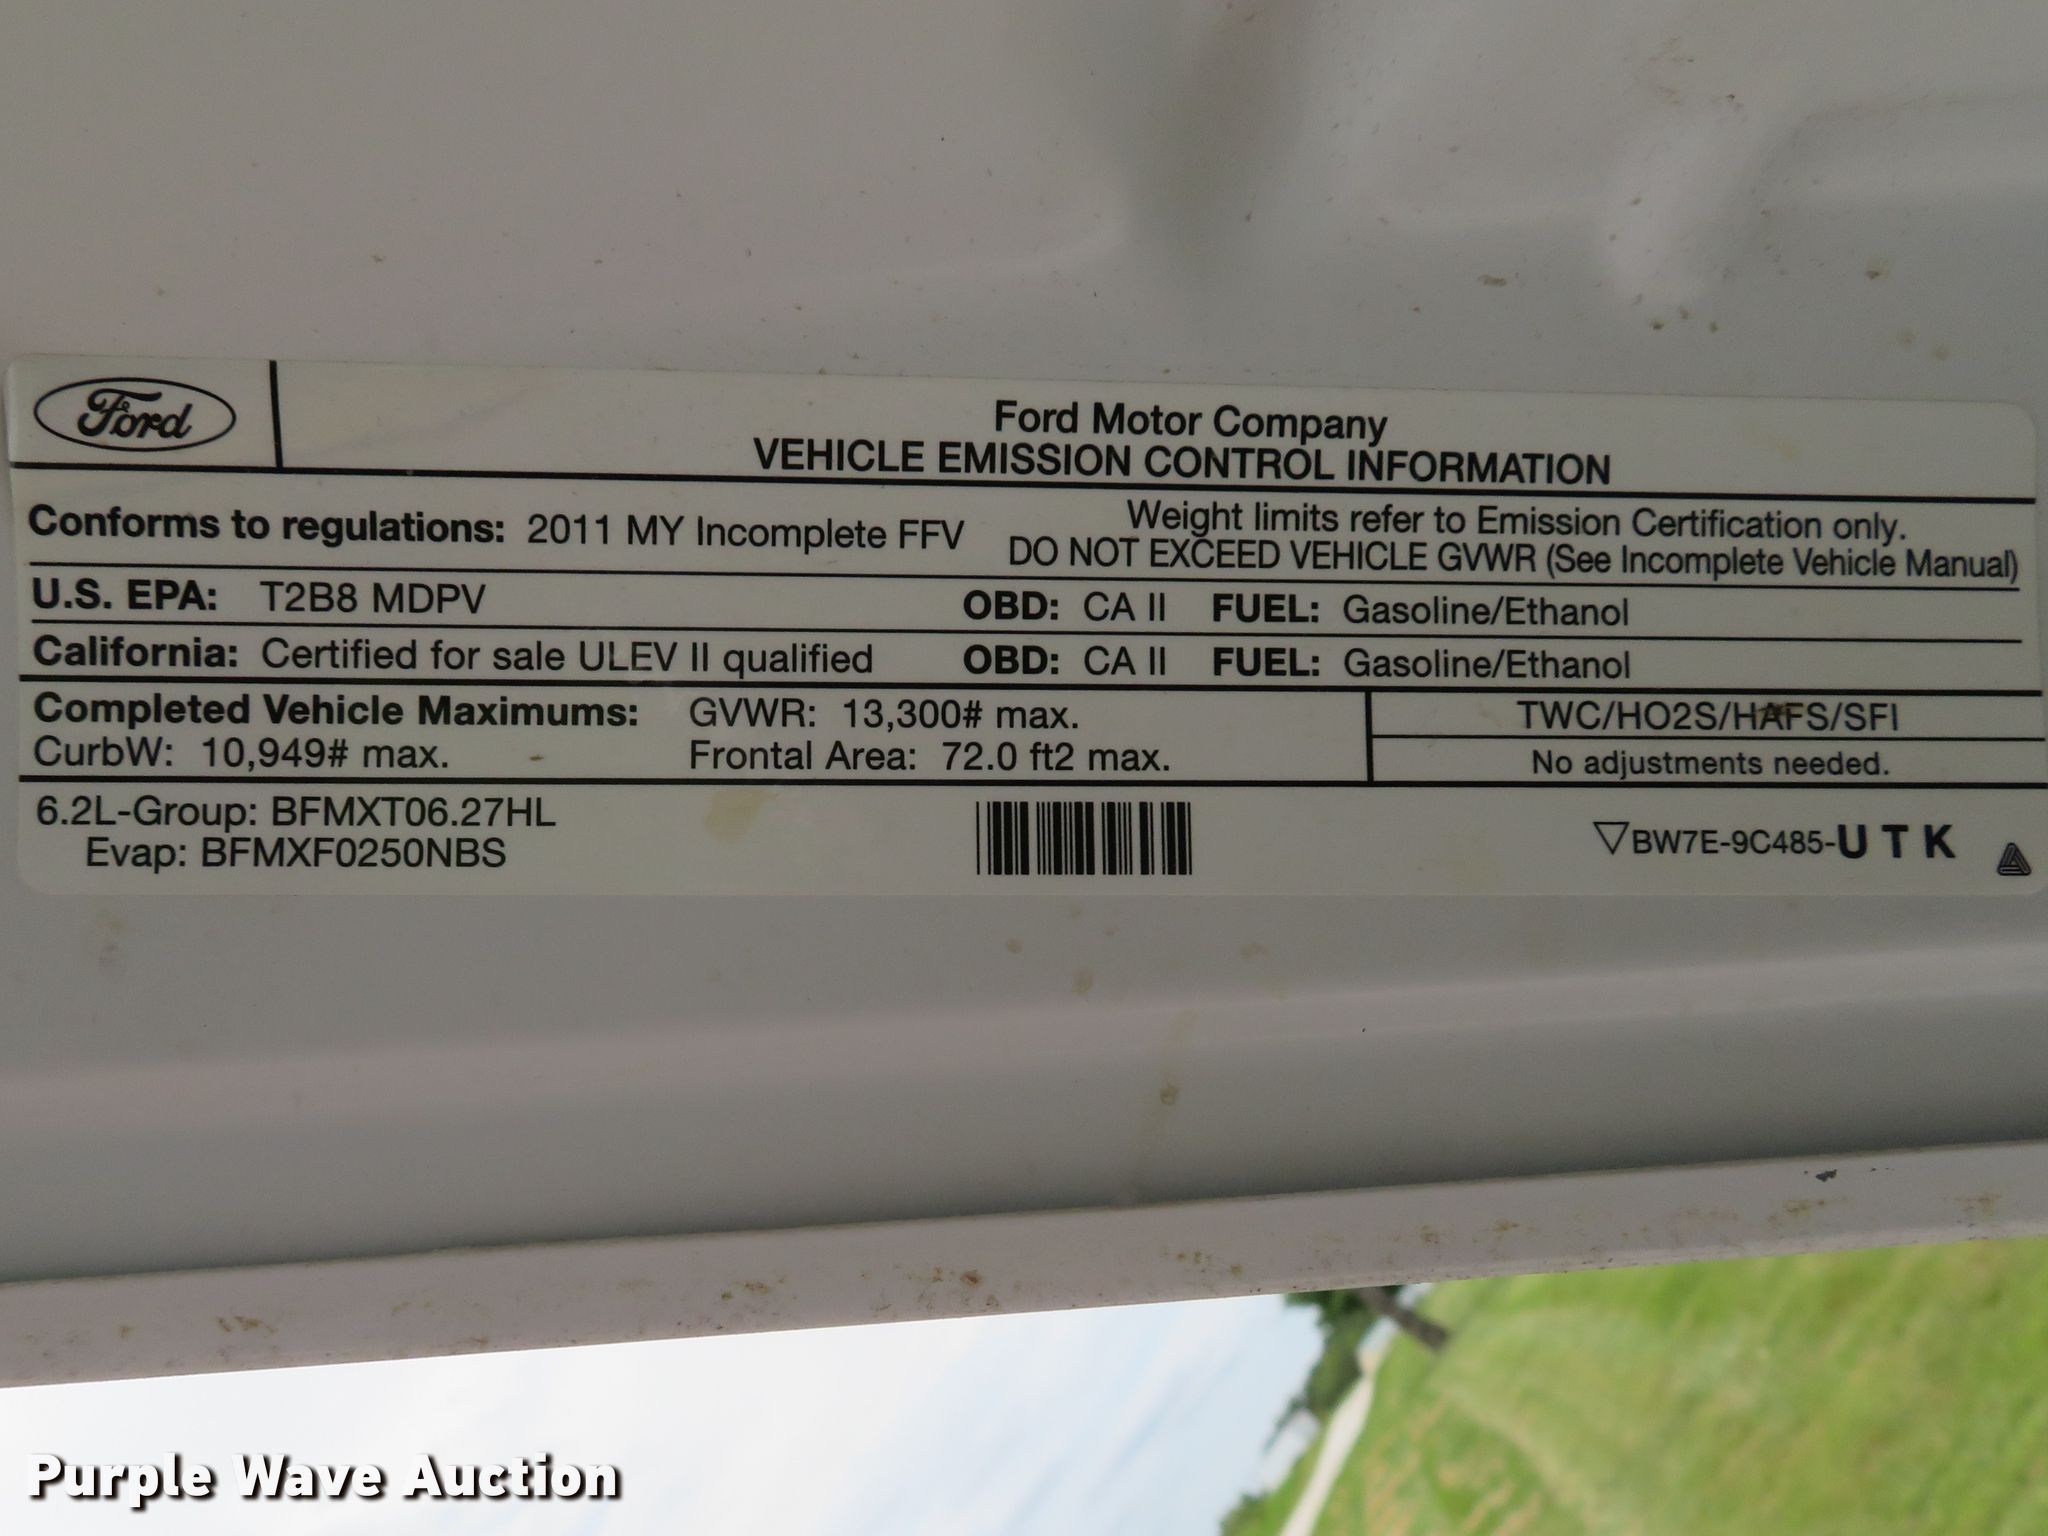 Ford
Ford Motor Company
VEHICLE EMISSION CONTROL INFORMATION
Conforms to regulations: 2011 MY Incomplete FFV
Weight limits refer to Emission Certification only.
DO NOT EXCEED VEHICLE GVWR (See Incomplete Vehicle Manual)
U.S. EPA: T2B8 MDPV OBD: CA II FUEL: Gasoline/Ethanol
California: Certified for sale ULEV II qualified OBD: CA II FUEL: Gasoline/Ethanol
Completed Vehicle Maximums: GVWR: 13,300# max.
CurbW: 10,949# max. Frontal Area: 72.0 ft2 max.
TWC/HO2S/HAFS/SFI
No adjustments needed.
6.2L-Group: BFMXT06.27HL
Evap: BFMXF0250NBS
BW7E-9C485-U T K
Purple Wave Auction